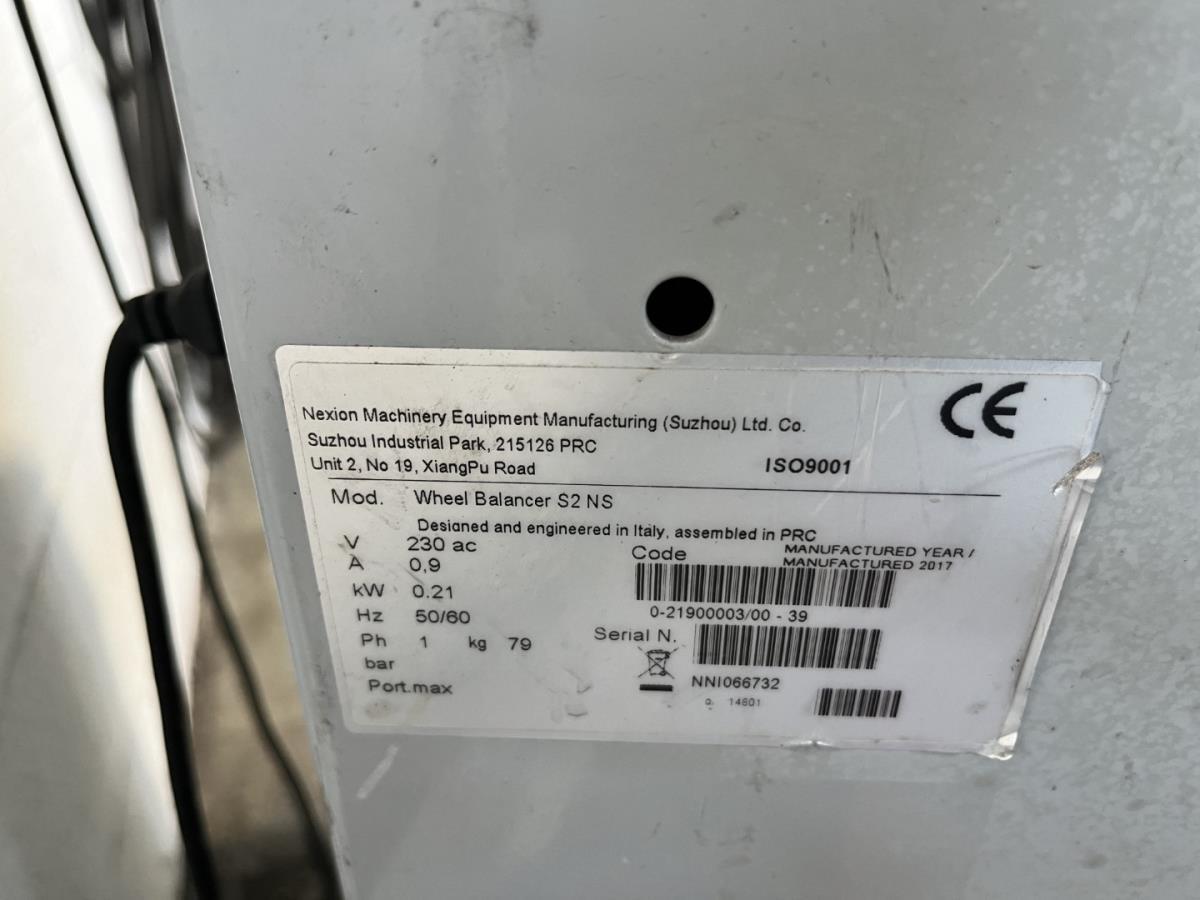 Nexion Machinery Equipment Manufacturing (Suzhou) Ltd. Co.
Suzhou Industrial Park, 215126 PRC
Unit 2, No 19, XiangPu Road
ISO9001
CE
Mod. Wheel Balancer S2 NS
Designed and engineered in Italy, assembled in PRC
V 230 ac
A 0,9
kW 0.21
Hz 50/60
Ph 1 kg 79
bar
Port.max
Code
MANUFACTURED YEAR /
MANUFACTURED 2017
0-21900003/00 - 39
Serial N.
NNI066732
o. 14601